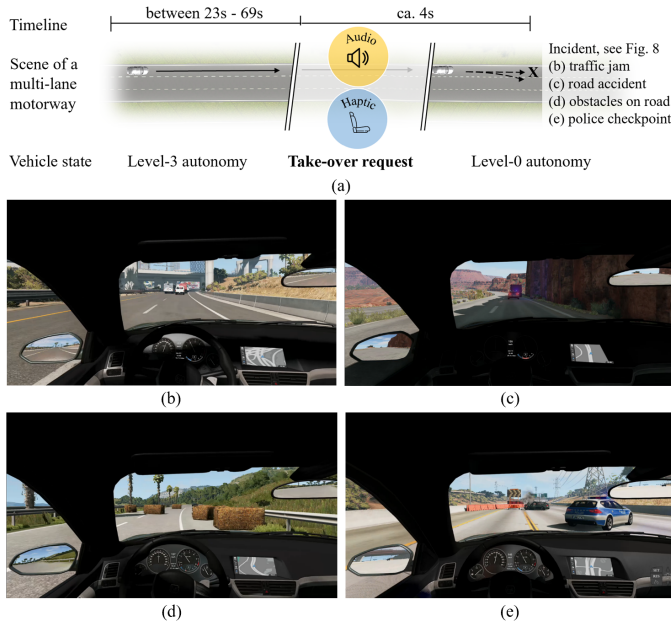 Timeline
between 23s - 69s
ca. 4s
Scene of a
multi-lane
motorway
Audio
Haptic
X
Incident, see Fig. 8
(b) traffic jam
(c) road accident
(d) obstacles on road
(e) police checkpoint
Vehicle state
Level-3 autonomy
Take-over request
Level-0 autonomy
(a)
(b)
(c)
(d)
(e)